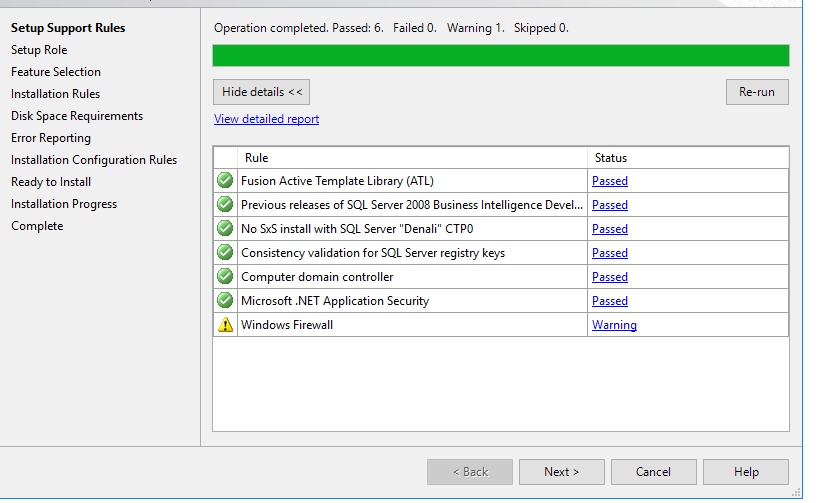 Setup Support Rules
Setup Role
Feature Selection
Installation Rules
Disk Space Requirements
Error Reporting
Installation Configuration Rules
Ready to Install
Installation Progress
Complete
Operation completed. Passed: 6. Failed 0. Warning 1. Skipped 0.
Hide details <<
Re-run
View detailed report
Rule Status
Fusion Active Template Library (ATL) Passed
Previous releases of SQL Server 2008 Business Intelligence Devel... Passed
No SxS install with SQL Server "Denali" CTP0 Passed
Consistency validation for SQL Server registry keys Passed
Computer domain controller Passed
Microsoft .NET Application Security Passed
Windows Firewall Warning
< Back Next > Cancel Help